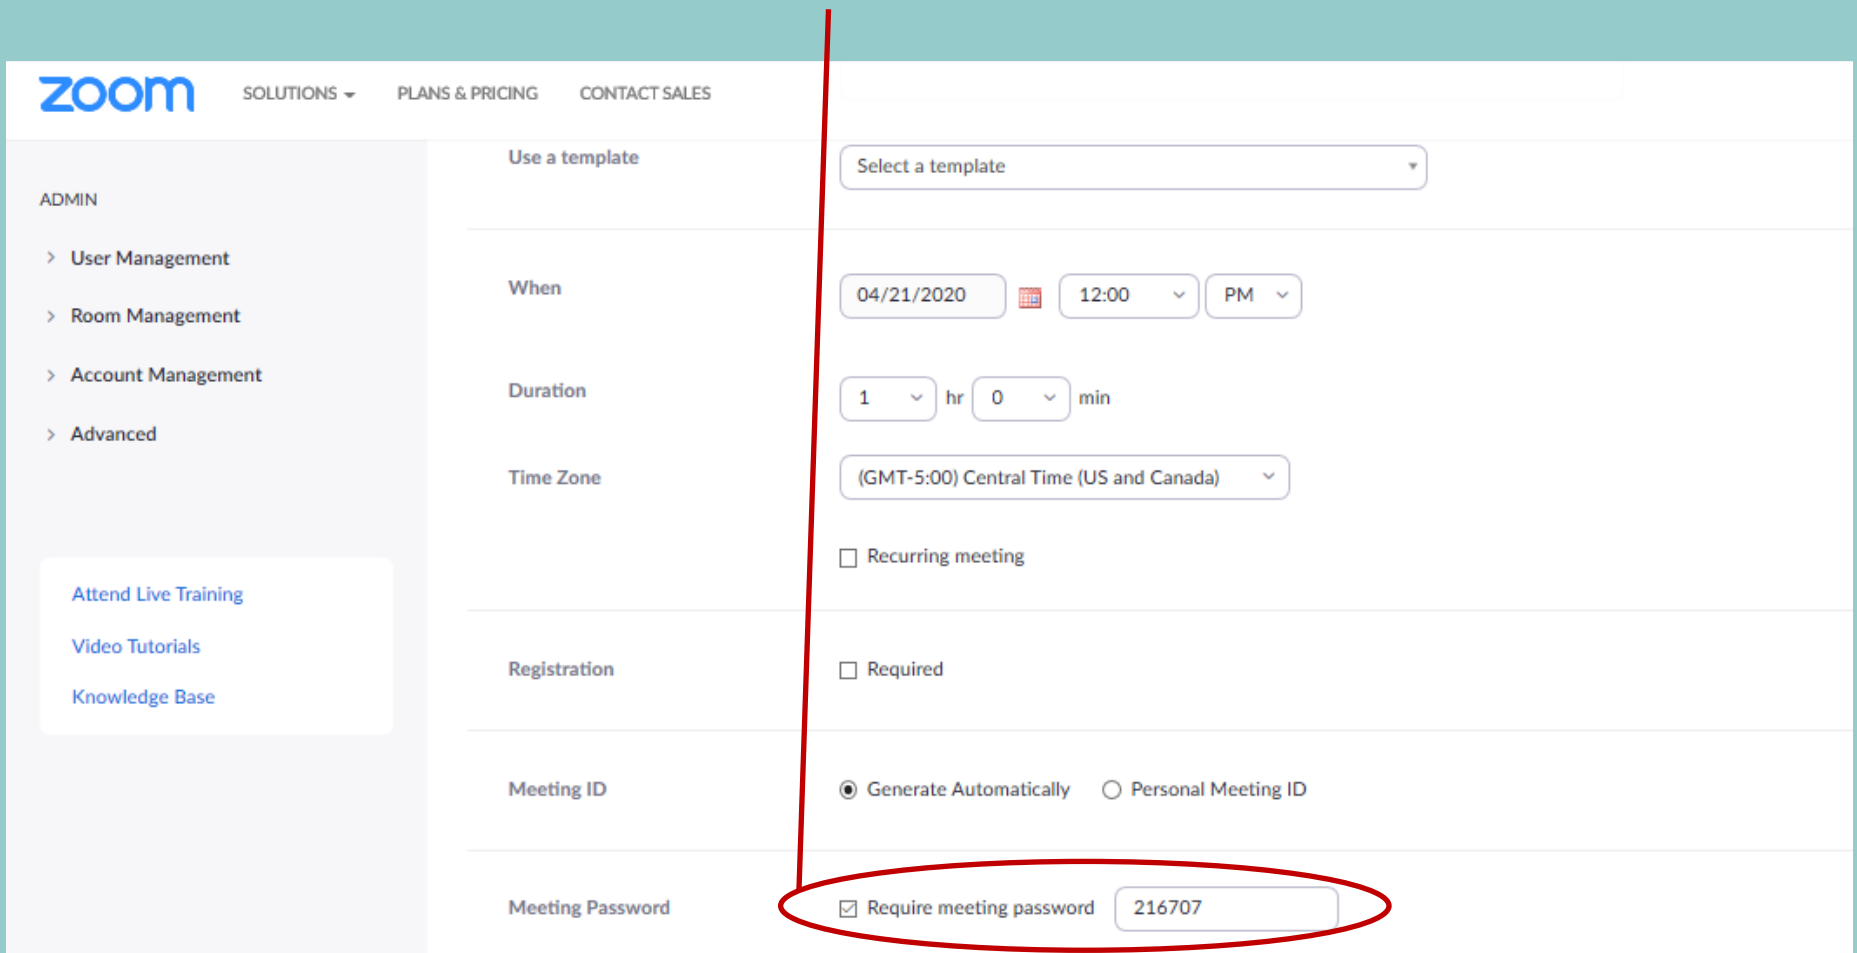 zoom SOLUTIONS PLANS & PRICING CONTACT SALES
ADMIN
User Management
Room Management
Account Management
Advanced
Attend Live Training
Video Tutorials
Knowledge Base
Use a template Select a template
When 04/21/2020 12:00 PM
Duration 1 hr 0 min
Time Zone (GMT-5:00) Central Time (US and Canada)
Recurring meeting
Registration Required
Meeting ID Generate Automatically Personal Meeting ID
Meeting Password Require meeting password 216707